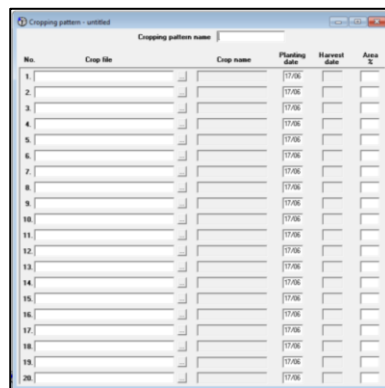 Cropping pattern - untitled
Cropping pattern name
No. Crop file Crop name Planting date Harvest date Area %
1. ... 17/06
2. ... 17/06
3. ... 17/06
4. ... 17/06
5. ... 17/06
6. ... 17/06
7. ... 17/06
8. ... 17/06
9. ... 17/06
10. ... 17/06
11. ... 17/06
12. ... 17/06
13. ... 17/06
14. ... 17/06
15. ... 17/06
16. ... 17/06
17. ... 17/06
18. ... 17/06
19. ... 17/06
20. ... 17/06